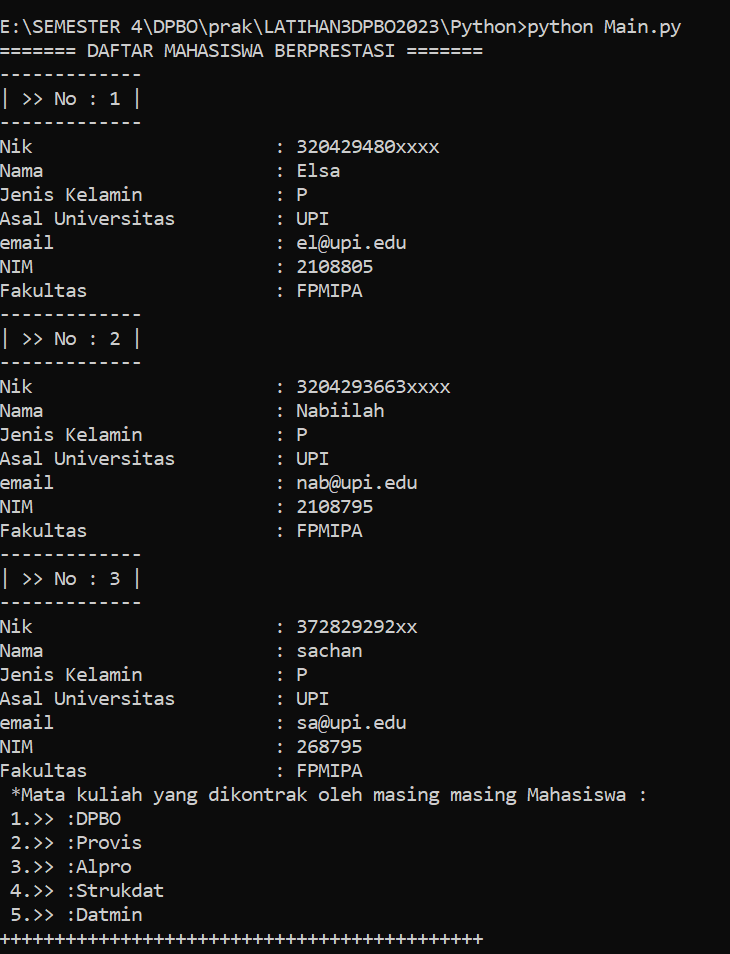 E:\SEMESTER 4\DPBO\prak\LATIHAN3DPBO2023\Python>python Main.py
======= DAFTAR MAHASISWA BERPRESTASI =======
-------------
| >> No : 1 |
-------------
Nik                      : 320429480xxxx
Nama                     : Elsa
Jenis Kelamin            : P
Asal Universitas         : UPI
email                    : el@upi.edu
NIM                      : 2108805
Fakultas                 : FPMIPA
-------------
| >> No : 2 |
-------------
Nik                      : 3204293663xxxx
Nama                     : Nabiilah
Jenis Kelamin            : P
Asal Universitas         : UPI
email                    : nab@upi.edu
NIM                      : 2108795
Fakultas                 : FPMIPA
-------------
| >> No : 3 |
-------------
Nik                      : 372829292xx
Nama                     : sachan
Jenis Kelamin            : P
Asal Universitas         : UPI
email                    : sa@upi.edu
NIM                      : 268795
Fakultas                 : FPMIPA
 *Mata kuliah yang dikontrak oleh masing masing Mahasiswa :
 1.>> :DPBO
 2.>> :Provis
 3.>> :Alpro
 4.>> :Strukdat
 5.>> :Datmin
++++++++++++++++++++++++++++++++++++++++++++